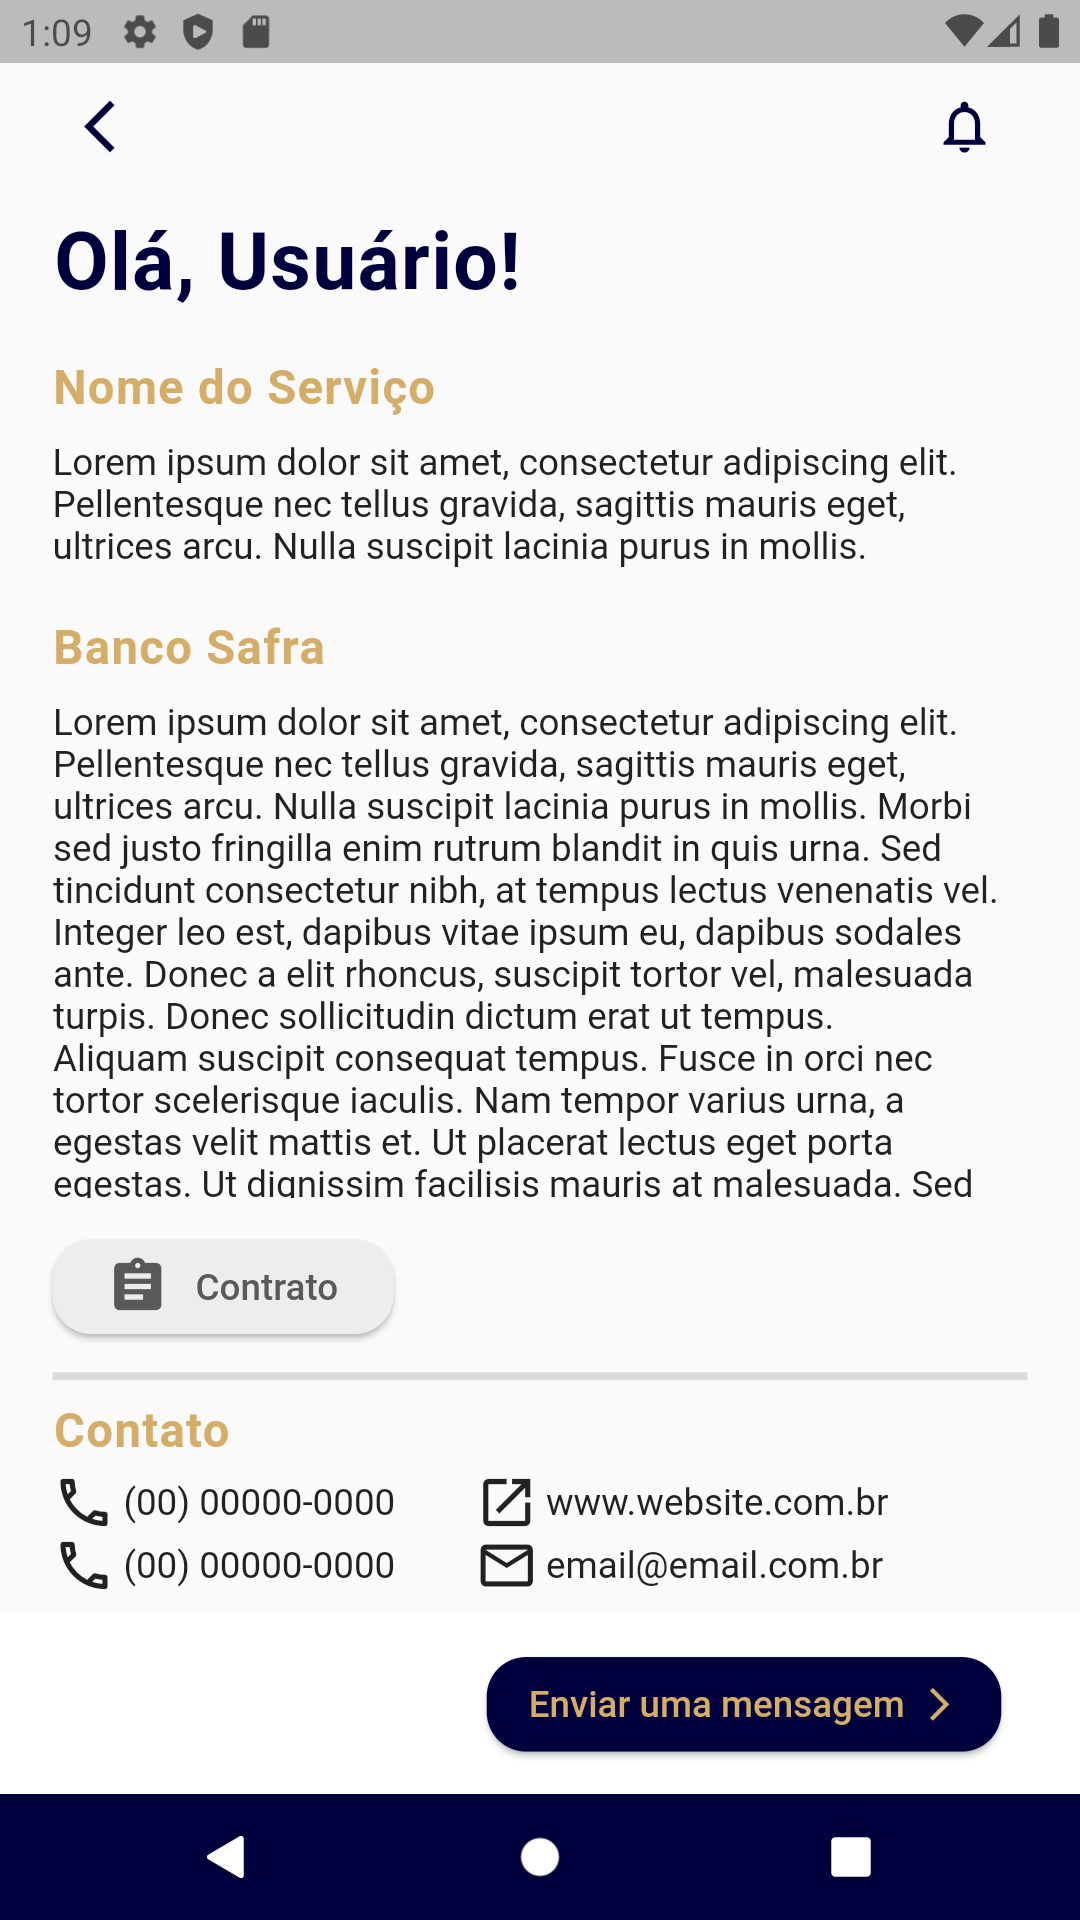 1:09
Olá, Usuário!
Nome do Serviço
Lorem ipsum dolor sit amet, consectetur adipiscing elit.
Pellentesque nec tellus gravida, sagittis mauris eget,
ultrices arcu. Nulla suscipit lacinia purus in mollis.
Banco Safra
Lorem ipsum dolor sit amet, consectetur adipiscing elit.
Pellentesque nec tellus gravida, sagittis mauris eget,
ultrices arcu. Nulla suscipit lacinia purus in mollis. Morbi
sed justo fringilla enim rutrum blandit in quis urna. Sed
tincidunt consectetur nibh, at tempus lectus venenatis vel.
Integer leo est, dapibus vitae ipsum eu, dapibus sodales
ante. Donec a elit rhoncus, suscipit tortor vel, malesuada
turpis. Donec sollicitudin dictum erat ut tempus.
Aliquam suscipit consequat tempus. Fusce in orci nec
tortor scelerisque iaculis. Nam tempor varius urna, a
egestas velit mattis et. Ut placerat lectus eget porta
egestas. Ut dignissim facilisis mauris at malesuada. Sed
Contrato
Contato
(00) 00000-0000 www.website.com.br
(00) 00000-0000 email@email.com.br
Enviar uma mensagem